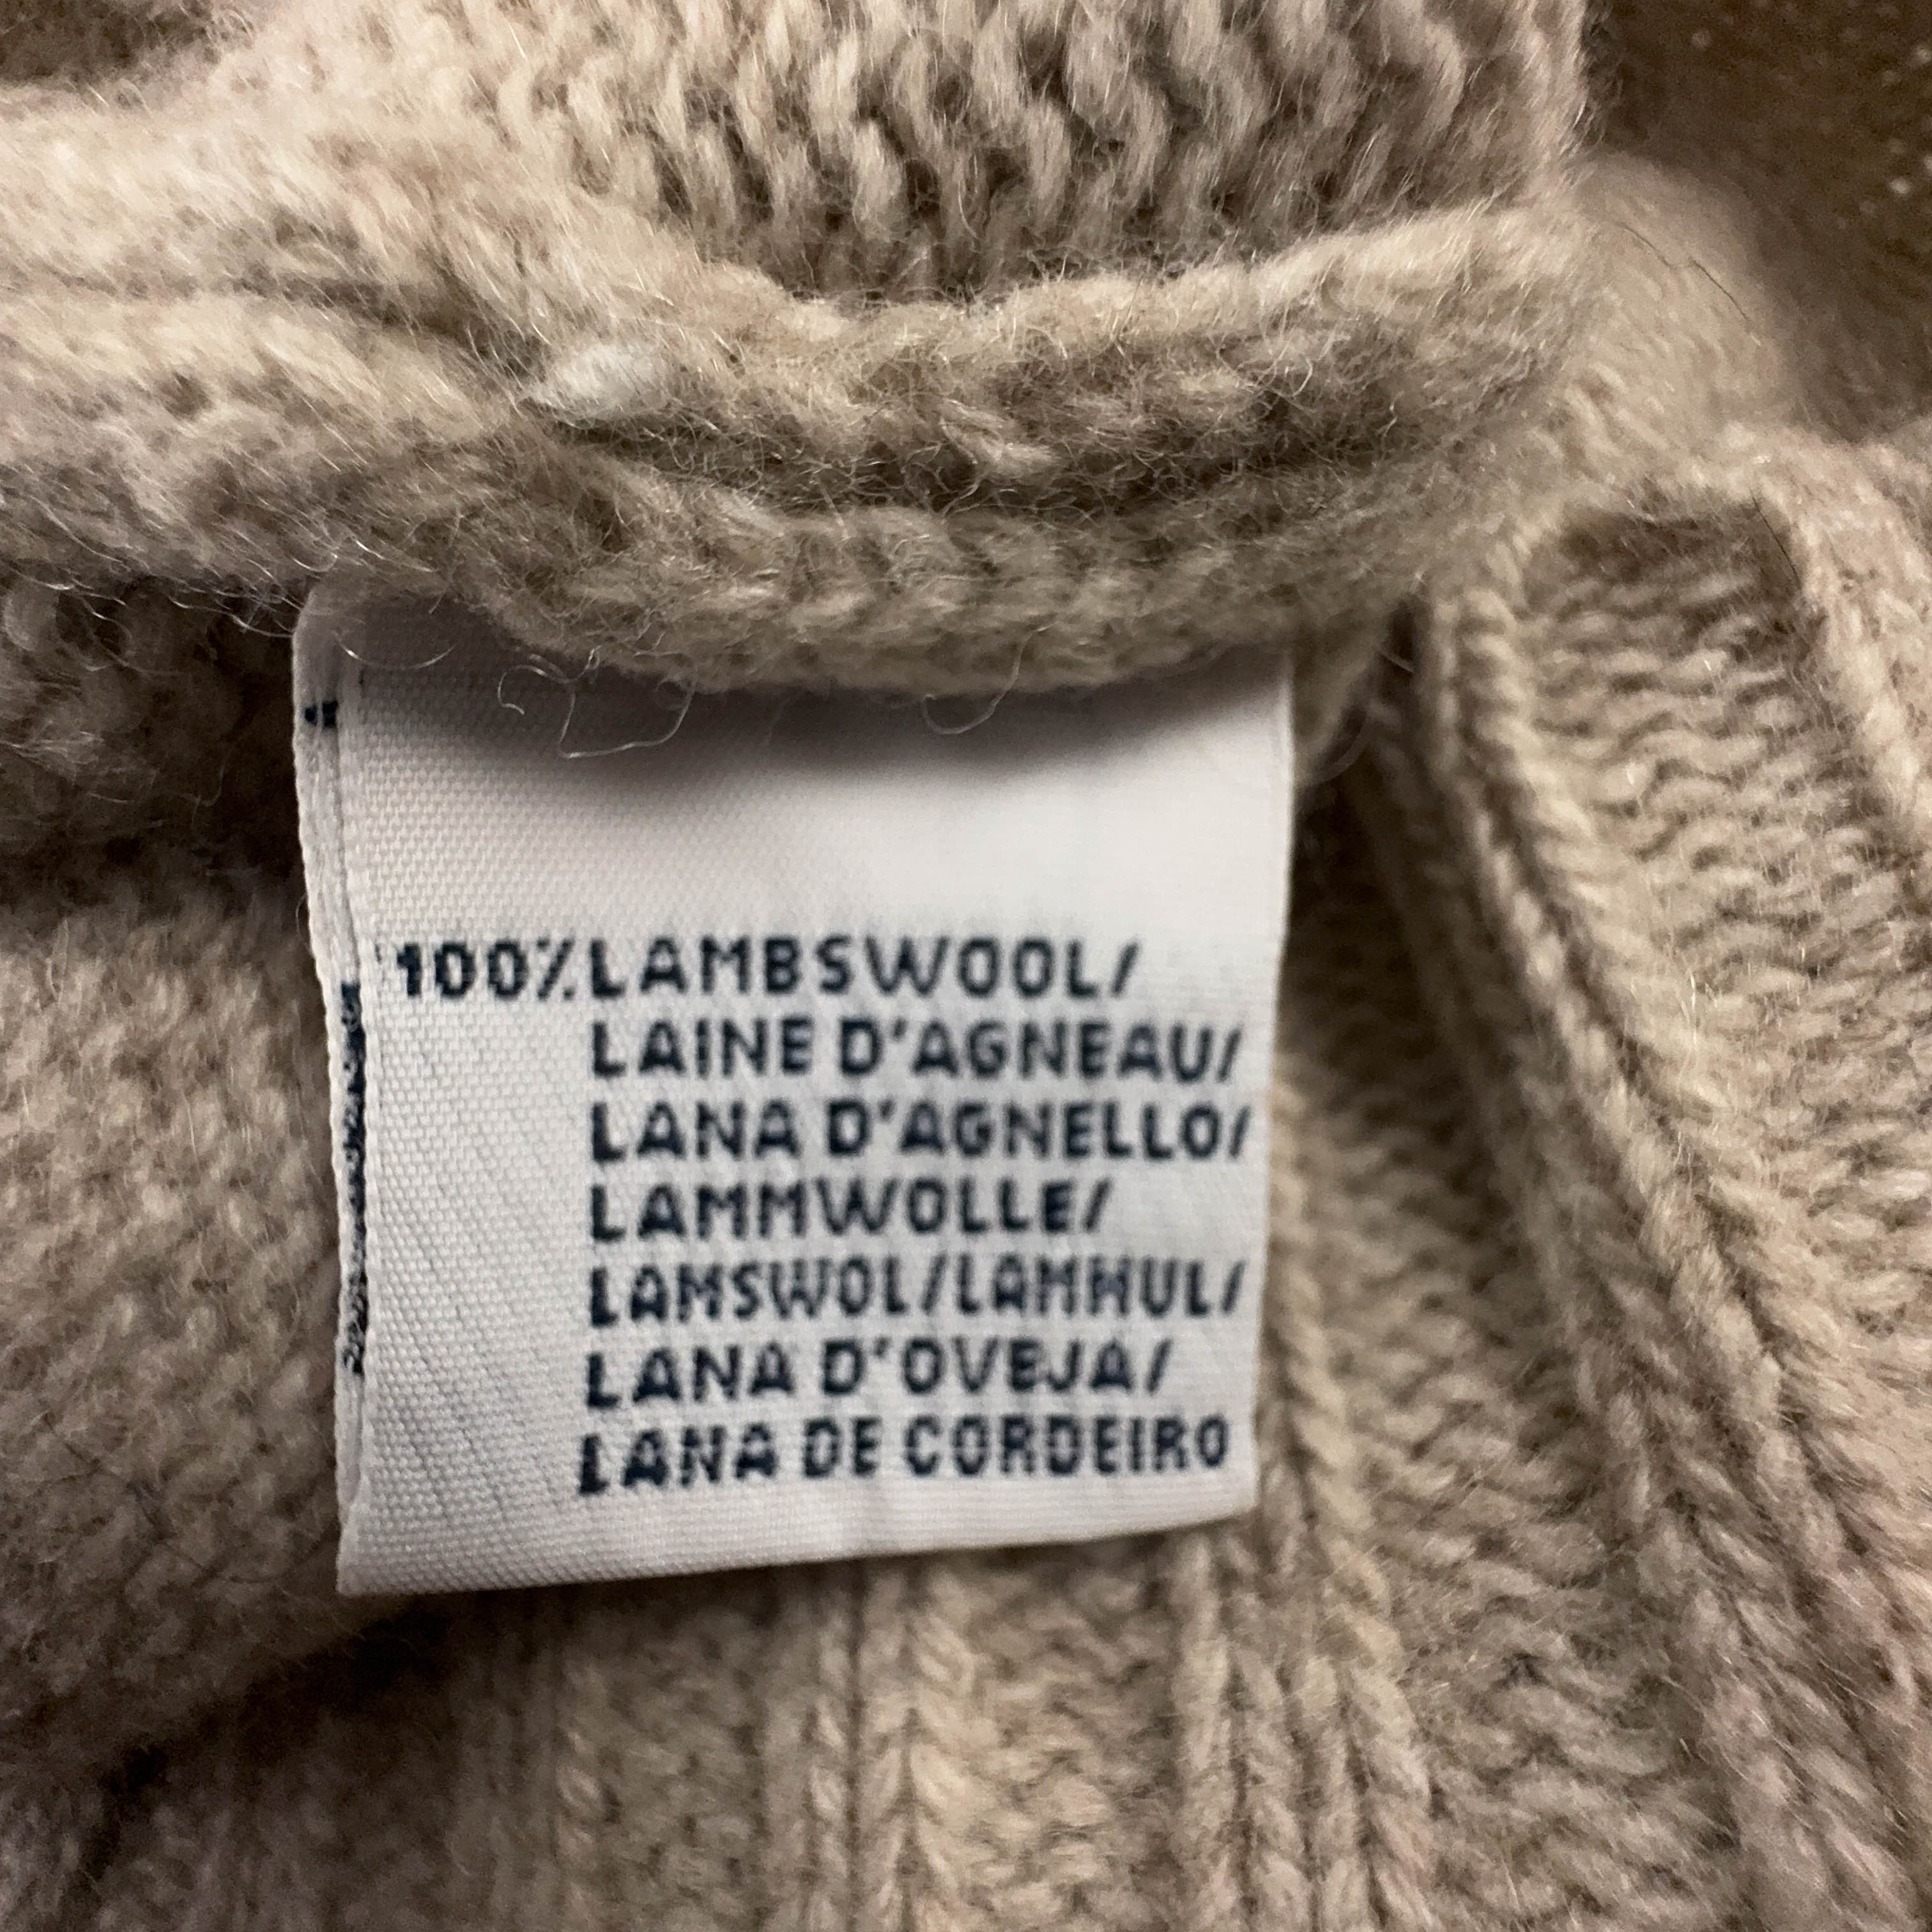 100% LAMBSWOOL/
LAINE D'AGNEAU/
LANA D'AGNELLO/
LAMMWOLLE/
LAMSWOL/LAMMUL/
LANA D'OVEJA/
LANA DE CORDEIRO